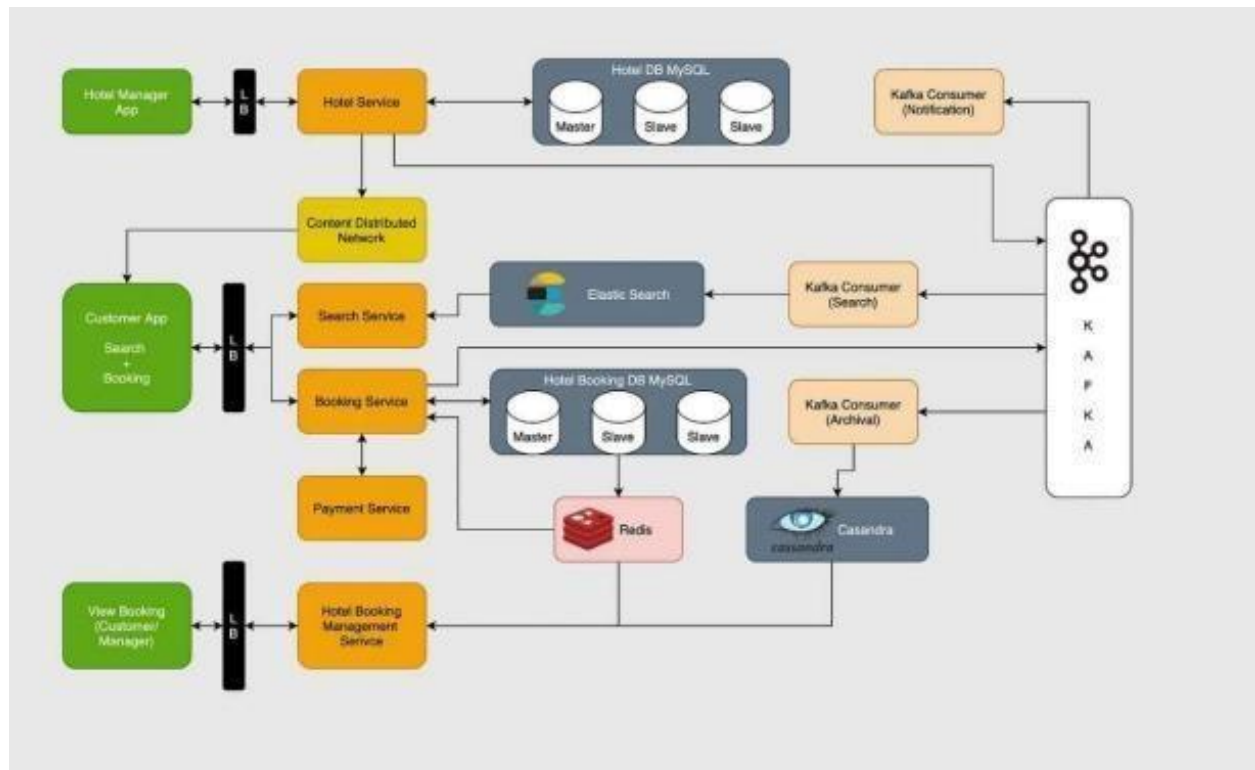 Hotel Manager
App
L
B
Hotel Service
Hotel DB MySQL
Master
Slave
Slave
Kafka Consumer
(Notification)
Content Distributed
Network
Customer App
Search
+
Booking
L
B
Search Service
Elastic Search
Kafka Consumer
(Search)
K
A
F
K
A
Booking Service
Hotel Booking DB MySQL
Master
Slave
Slave
Kafka Consumer
(Archival)
Payment Service
Redis
cassandra
Casandra
View Booking
(Customer/
Manager)
L
B
Hotel Booking
Management
Serivce